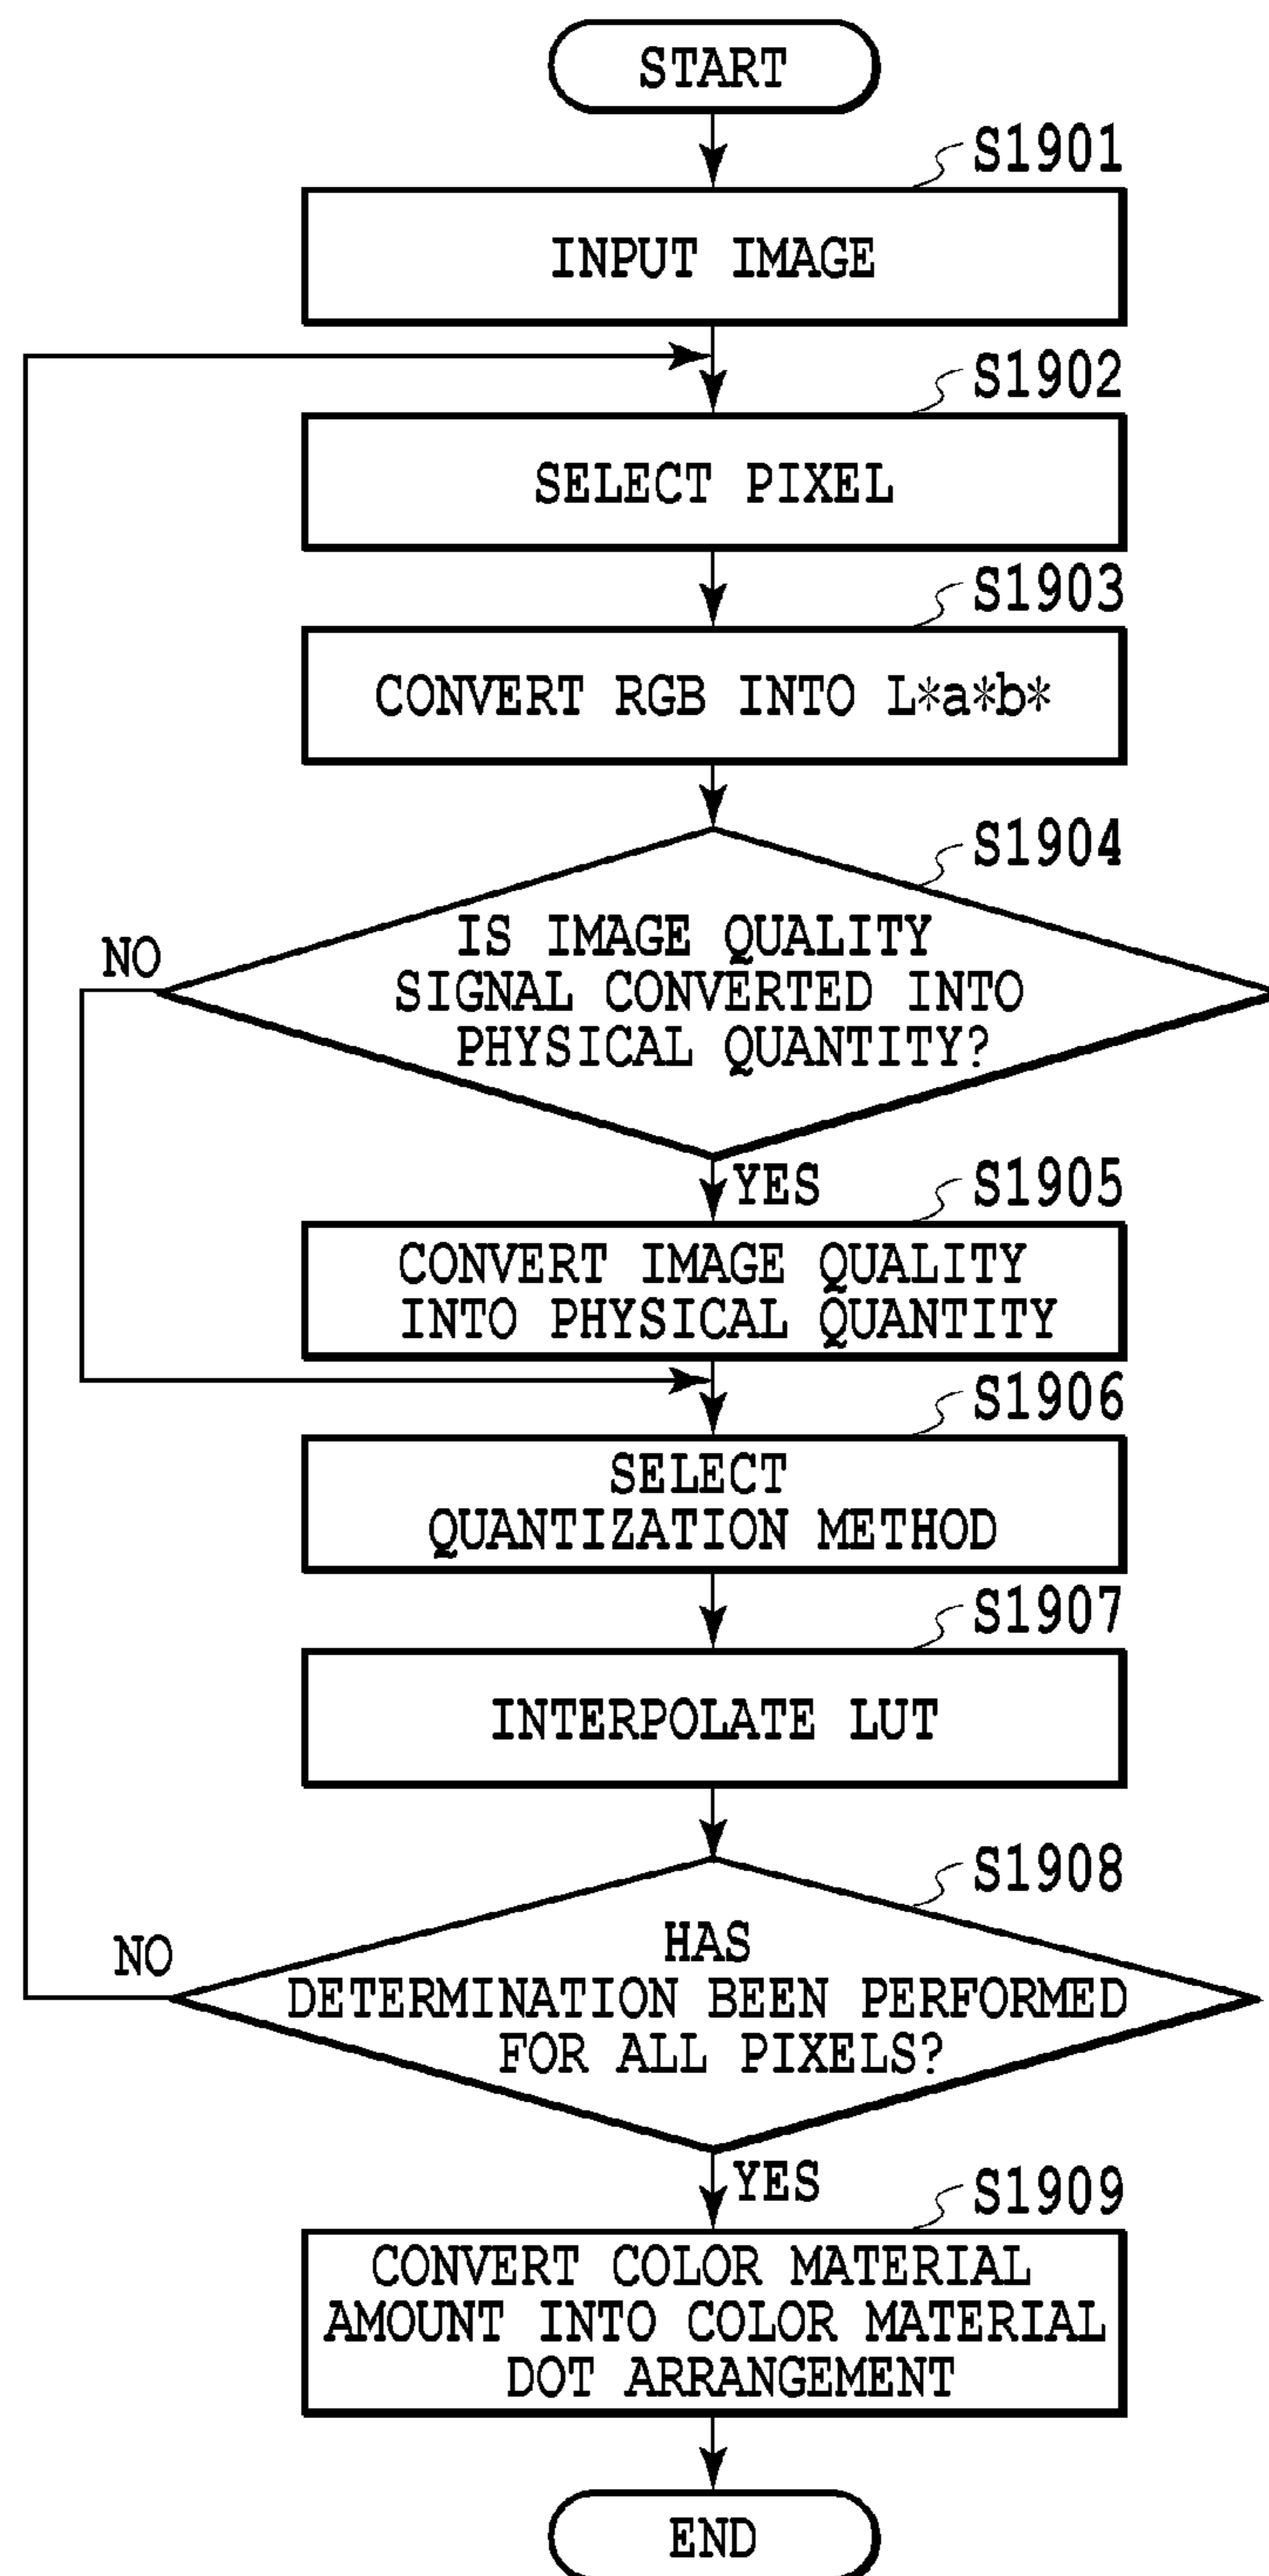 START
S1901
INPUT IMAGE
S1902
SELECT PIXEL
S1903
CONVERT RGB INTO L*a*b*
S1904
IS IMAGE QUALITY
SIGNAL CONVERTED INTO
PHYSICAL QUANTITY?
NO
YES
S1905
CONVERT IMAGE QUALITY
INTO PHYSICAL QUANTITY
S1906
SELECT
QUANTIZATION METHOD
S1907
INTERPOLATE LUT
S1908
HAS
DETERMINATION BEEN PERFORMED
FOR ALL PIXELS?
NO
YES
S1909
CONVERT COLOR MATERIAL
AMOUNT INTO COLOR MATERIAL
DOT ARRANGEMENT
END